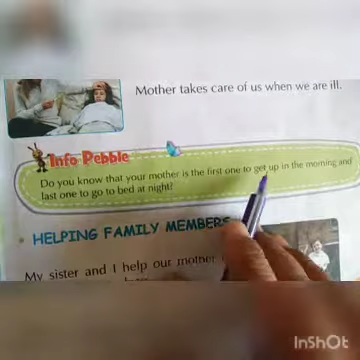 Mother takes care of us when we are ill.
Info Pebble
Do you know that your mother is the first one to get up in the morning and
last one to go to bed at night?
HELPING FAMILY MEMBERS
My sister and I help our mother
InShOt